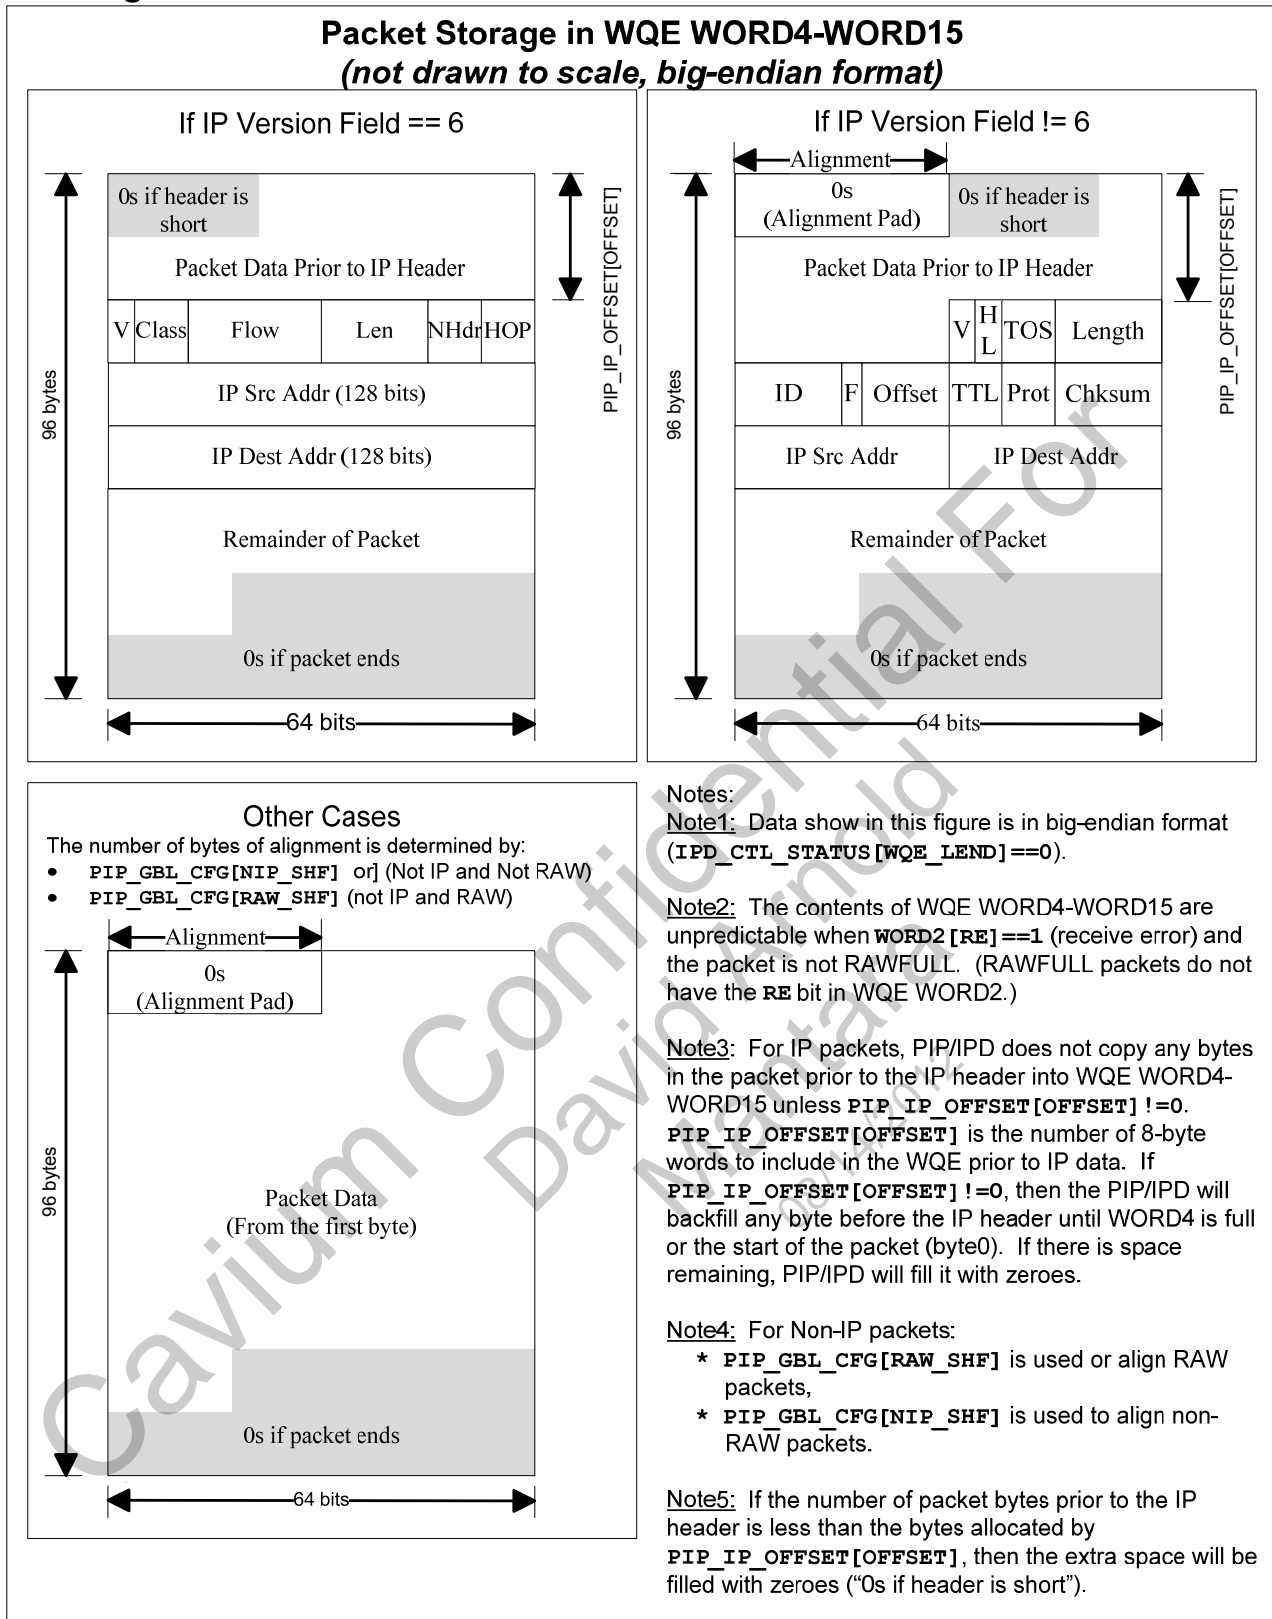 Packet Storage in WQE WORD4-WORD15
(not drawn to scale, big-endian format)
If IP Version Field == 6
0s if header is
short
Packet Data Prior to IP Header
V Class Flow Len NHdr HOP
IP Src Addr (128 bits)
IP Dest Addr (128 bits)
Remainder of Packet
0s if packet ends
96 bytes
64 bits
PIP_IP_OFFSET[OFFSET]
If IP Version Field != 6
Alignment
0s
(Alignment Pad)
0s if header is
short
Packet Data Prior to IP Header
V HL TOS Length
ID F Offset TTL Prot Chksum
IP Src Addr IP Dest Addr
Remainder of Packet
0s if packet ends
96 bytes
64 bits
PIP_IP_OFFSET[OFFSET]
Other Cases
The number of bytes of alignment is determined by:
• PIP_GBL_CFG[NIP_SHF] or] (Not IP and Not RAW)
• PIP_GBL_CFG[RAW_SHF] (not IP and RAW)
Alignment
0s
(Alignment Pad)
Packet Data
(From the first byte)
0s if packet ends
96 bytes
64 bits
Notes:
Note1: Data show in this figure is in big-endian format
(IPD_CTL_STATUS[WQE_LEND]==0).
Note2: The contents of WQE WORD4-WORD15 are
unpredictable when WORD2[RE]==1 (receive error) and
the packet is not RAWFULL. (RAWFULL packets do not
have the RE bit in WQE WORD2.)
Note3: For IP packets, PIP/IPD does not copy any bytes
in the packet prior to the IP header into WQE WORD4-
WORD15 unless PIP_IP_OFFSET[OFFSET]!=0.
PIP_IP_OFFSET[OFFSET] is the number of 8-byte
words to include in the WQE prior to IP data. If
PIP_IP_OFFSET[OFFSET]!=0, then the PIP/IPD will
backfill any byte before the IP header until WORD4 is full
or the start of the packet (byte0). If there is space
remaining, PIP/IPD will fill it with zeroes.
Note4: For Non-IP packets:
* PIP_GBL_CFG[RAW_SHF] is used or align RAW
packets,
* PIP_GBL_CFG[NIP_SHF] is used to align non-
RAW packets.
Note5: If the number of packet bytes prior to the IP
header is less than the bytes allocated by
PIP_IP_OFFSET[OFFSET], then the extra space will be
filled with zeroes ("0s if header is short").
Cavium Confidential For
David Arnold
Mantara
08/14/2012